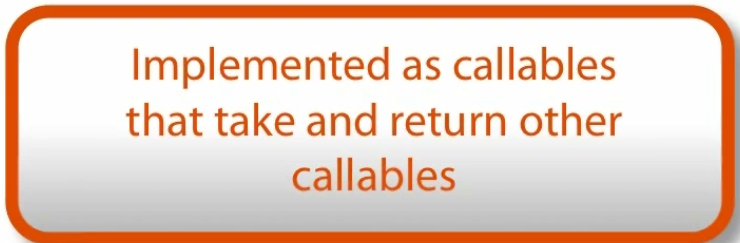 Implemented as callables
that take and return other
callables